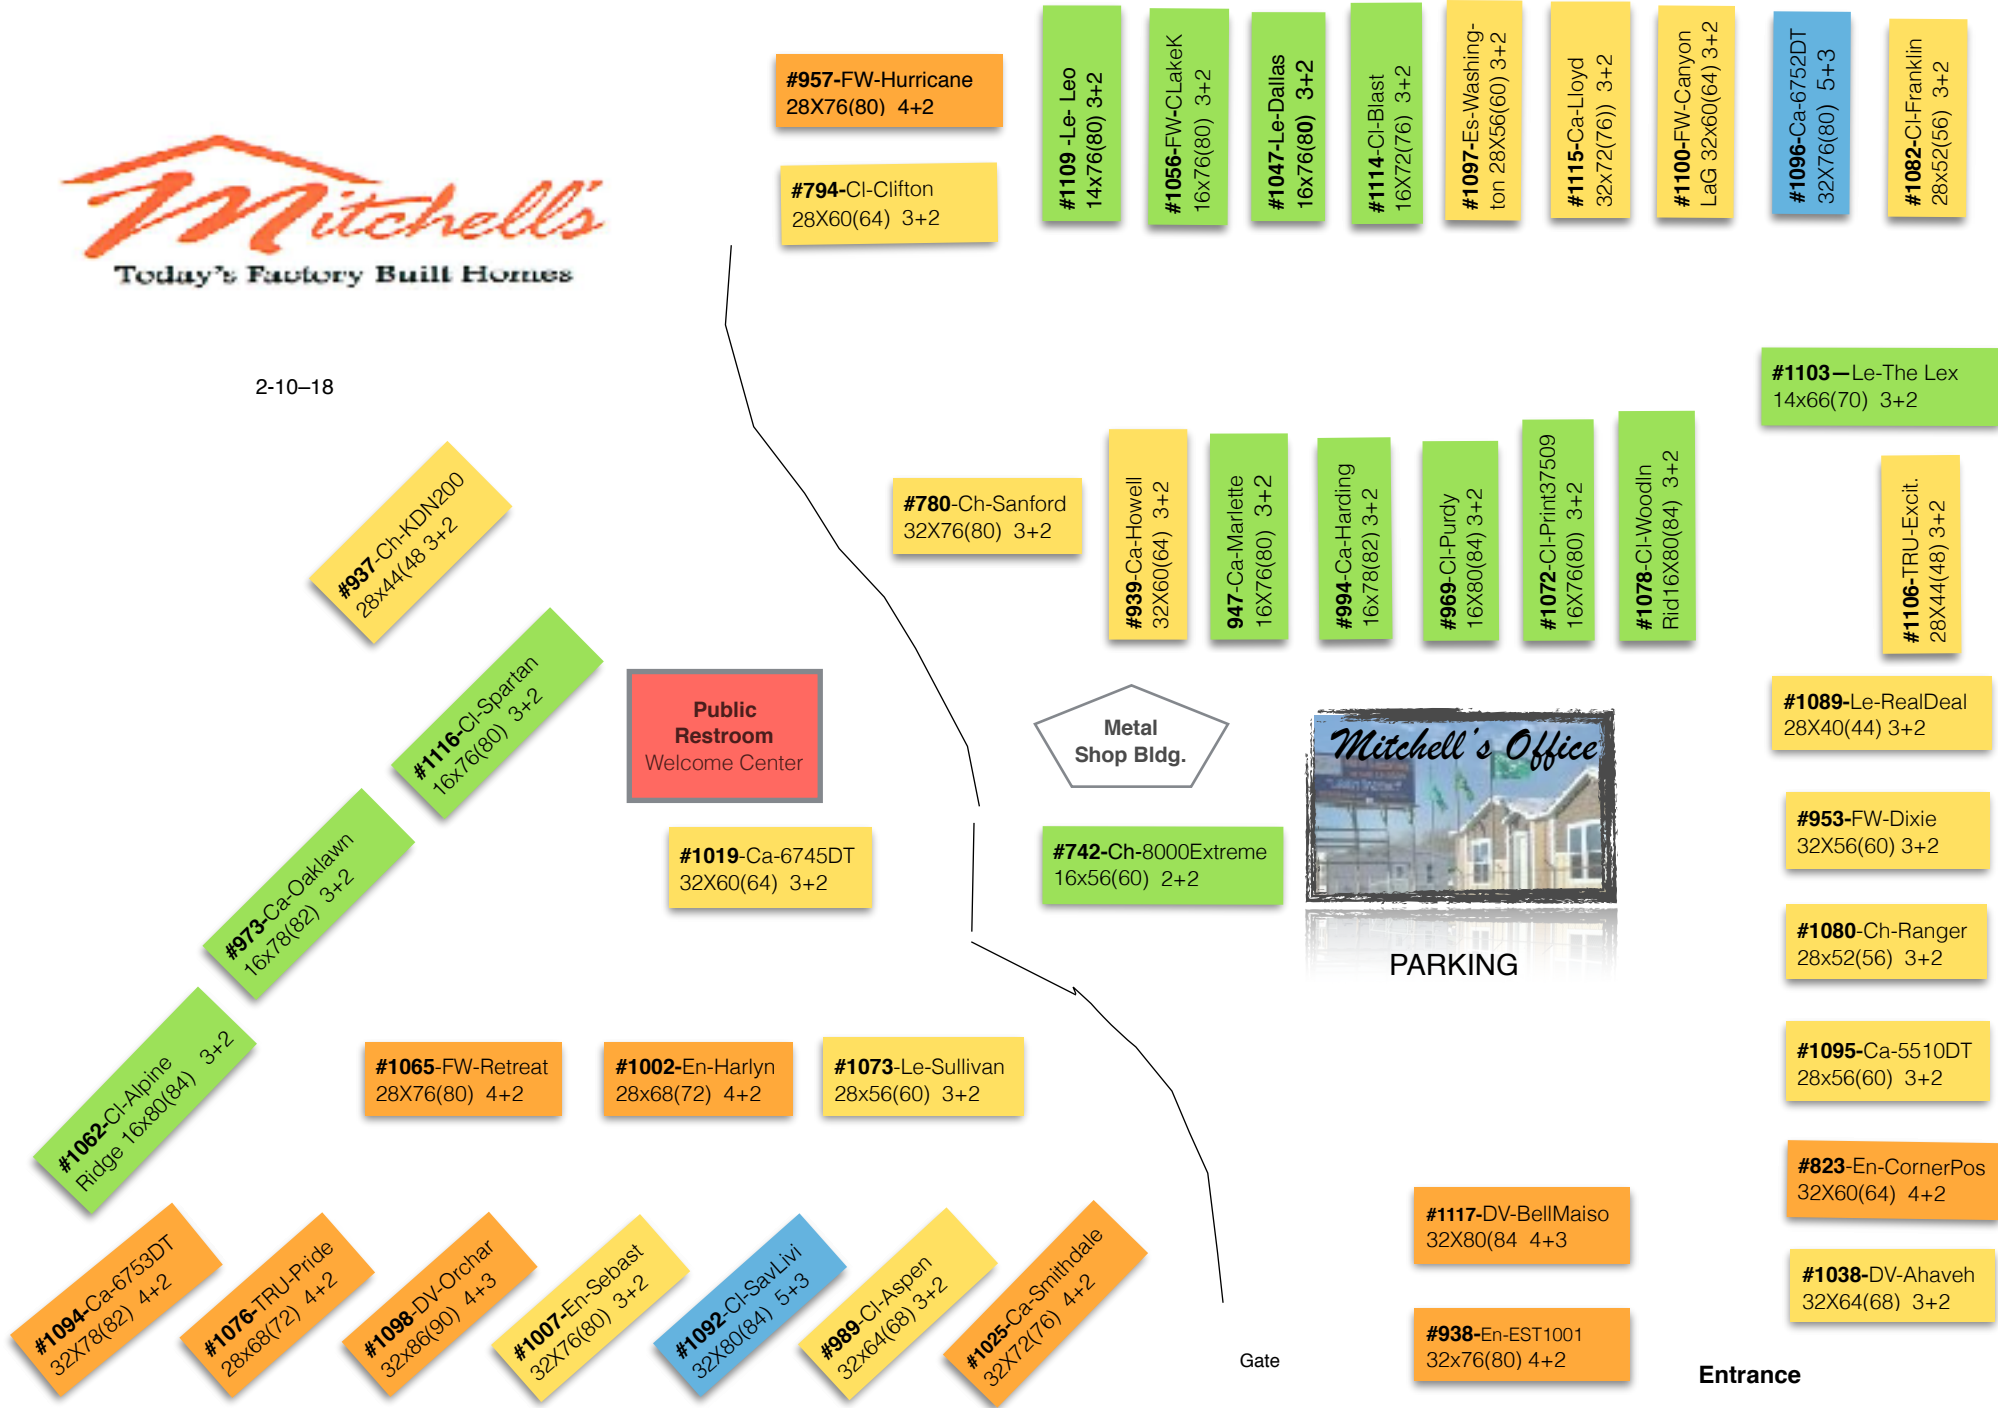 Mitchell's
Today's Factory Built Homes
2-10–18
#957-FW-Hurricane
28X76(80) 4+2
#794-Cl-Clifton
28X60(64) 3+2
#1109 -Le- Leo
14x76(80) 3+2
#1056-FW-CLakeK
16x76(80) 3+2
#1047-Le-Dallas
16x76(80) 3+2
#1114-Cl-Blast
16X72(76) 3+2
#1097-Es-Washing-
ton 28X56(60) 3+2
#1115-Ca-Lloyd
32x72(76)) 3+2
#1100-FW-Canyon
LaG 32x60(64) 3+2
#1096-Ca-6752DT
32X76(80) 5+3
#1082-Cl-Franklin
28x52(56) 3+2
#1103—Le-The Lex
14x66(70) 3+2
#937-Ch-KDN200
28x44(48 3+2
#780-Ch-Sanford
32X76(80) 3+2
#939-Ca-Howell
32X60(64) 3+2
947-Ca-Marlette
16X76(80) 3+2
#994-Ca-Harding
16x78(82) 3+2
#969-Cl-Purdy
16X80(84) 3+2
#1072-Cl-Print37509
16X76(80) 3+2
#1078-Cl-WoodIn
Rid16X80(84) 3+2
#1106-TRU-Excit.
28X44(48) 3+2
#1116-Cl-Spartan
16x76(80) 3+2
Public
Restroom
Welcome Center
Metal
Shop Bldg.
Mitchell's Office
#1089-Le-RealDeal
28X40(44) 3+2
#973-Ca-Oaklawn
16x78(82) 3+2
#1019-Ca-6745DT
32X60(64) 3+2
#742-Ch-8000Extreme
16x56(60) 2+2
#953-FW-Dixie
32X56(60) 3+2
PARKING
#1080-Ch-Ranger
28x52(56) 3+2
#1062-Cl-Alpine
Ridge 16x80(84) 3+2
#1065-FW-Retreat
28X76(80) 4+2
#1002-En-Harlyn
28x68(72) 4+2
#1073-Le-Sullivan
28x56(60) 3+2
#1095-Ca-5510DT
28x56(60) 3+2
#823-En-CornerPos
32X60(64) 4+2
#1117-DV-BellMaiso
32X80(84 4+3
#1038-DV-Ahaveh
32X64(68) 3+2
#1094-Ca-6753DT
32X78(82) 4+2
#1076-TRU-Pride
28x68(72) 4+2
#1098-DV-Orchar
32x86(90) 4+3
#1007-En-Sebast
32X76(80) 3+2
#1092-Cl-SavLivi
32X80(84) 5+3
#989-Cl-Aspen
32x64(68) 3+2
#1025-Ca-Smithdale
32X72(76) 4+2
#938-En-EST1001
32x76(80) 4+2
Gate
Entrance